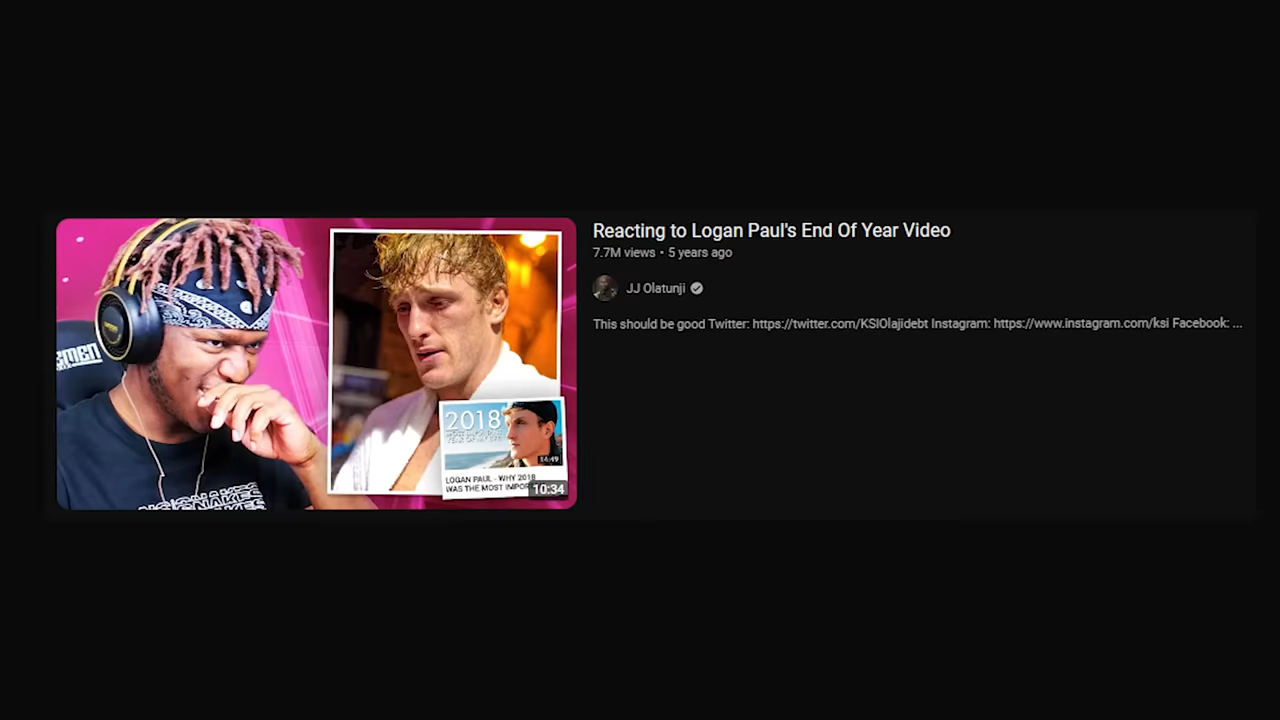 Reacting to Logan Paul's End Of Year Video
7.7M views • 5 years ago
JJ Olatunji
This should be good Twitter: https://twitter.com/KSIOlajidebt Instagram: https://www.instagram.com/ksi Facebook: ...
2018
14:49
LOGAN PAUL - WHY 2018
WAS THE MOST IMPOR
10:34